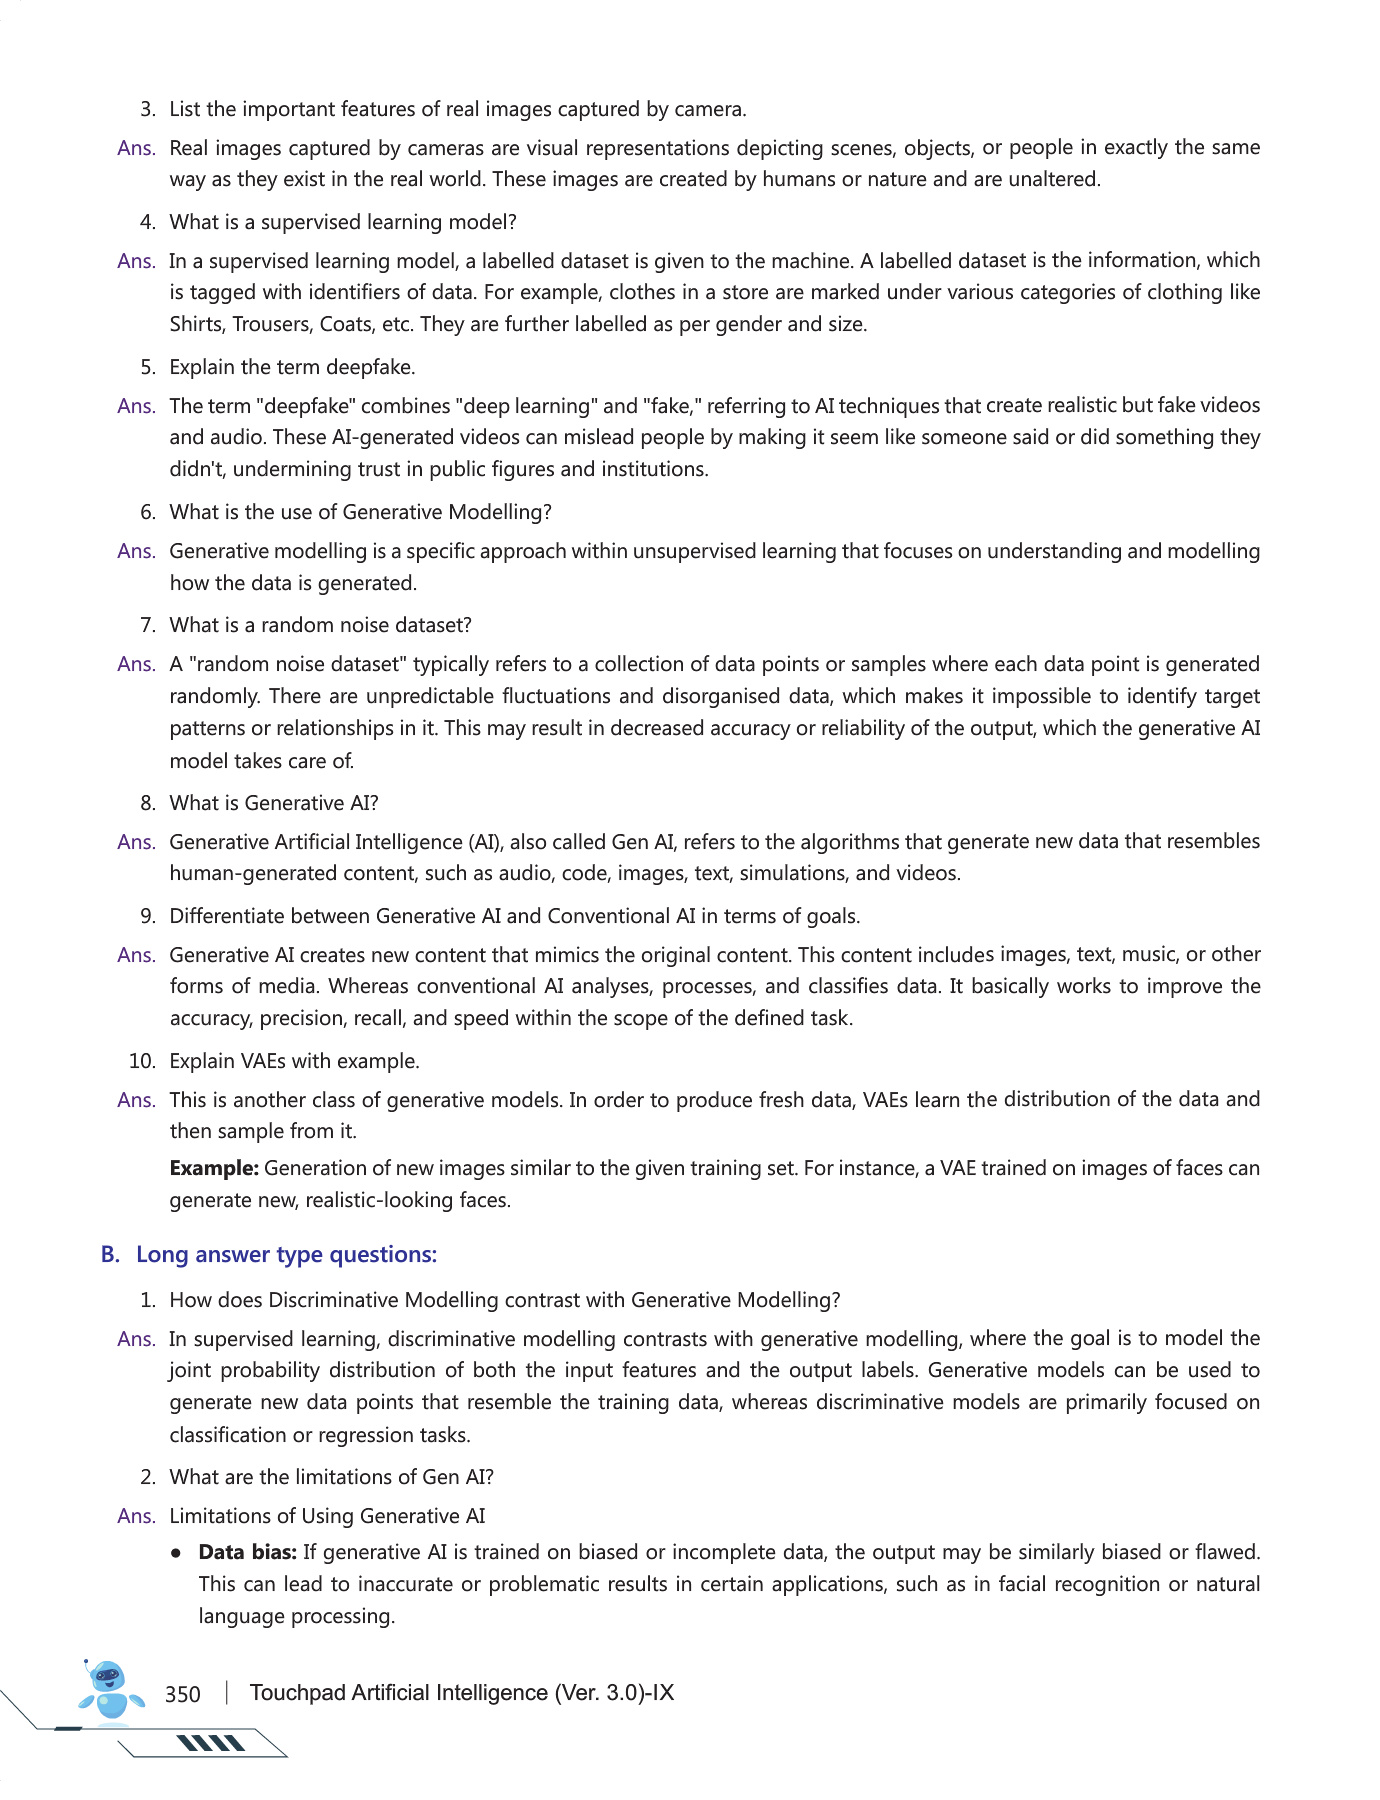 3. List the important features of real images captured by camera.
Ans. Real images captured by cameras are visual representations depicting scenes, objects, or people in exactly the same
way as they exist in the real world. These images are created by humans or nature and are unaltered.
4. What is a supervised learning model?
Ans. In a supervised learning model, a labelled dataset is given to the machine. A labelled dataset is the information, which
is tagged with identifiers of data. For example, clothes in a store are marked under various categories of clothing like
Shirts, Trousers, Coats, etc. They are further labelled as per gender and size.
5. Explain the term deepfake.
Ans. The term "deepfake" combines "deep learning" and "fake," referring to AI techniques that create realistic but fake videos
and audio. These AI-generated videos can mislead people by making it seem like someone said or did something they
didn't, undermining trust in public figures and institutions.
6. What is the use of Generative Modelling?
Ans. Generative modelling is a specific approach within unsupervised learning that focuses on understanding and modelling
how the data is generated.
7. What is a random noise dataset?
Ans. A "random noise dataset" typically refers to a collection of data points or samples where each data point is generated
randomly. There are unpredictable fluctuations and disorganised data, which makes it impossible to identify target
patterns or relationships in it. This may result in decreased accuracy or reliability of the output, which the generative AI
model takes care of.
8. What is Generative AI?
Ans. Generative Artificial Intelligence (AI), also called Gen AI, refers to the algorithms that generate new data that resembles
human-generated content, such as audio, code, images, text, simulations, and videos.
9. Differentiate between Generative AI and Conventional AI in terms of goals.
Ans. Generative AI creates new content that mimics the original content. This content includes images, text, music, or other
forms of media. Whereas conventional AI analyses, processes, and classifies data. It basically works to improve the
accuracy, precision, recall, and speed within the scope of the defined task.
10. Explain VAEs with example.
Ans. This is another class of generative models. In order to produce fresh data, VAEs learn the distribution of the data and
then sample from it.
Example: Generation of new images similar to the given training set. For instance, a VAE trained on images of faces can
generate new, realistic-looking faces.
B. Long answer type questions:
1. How does Discriminative Modelling contrast with Generative Modelling?
Ans. In supervised learning, discriminative modelling contrasts with generative modelling, where the goal is to model the
joint probability distribution of both the input features and the output labels. Generative models can be used to
generate new data points that resemble the training data, whereas discriminative models are primarily focused on
classification or regression tasks.
2. What are the limitations of Gen AI?
Ans. Limitations of Using Generative AI
● Data bias: If generative AI is trained on biased or incomplete data, the output may be similarly biased or flawed.
This can lead to inaccurate or problematic results in certain applications, such as in facial recognition or natural
language processing.
350 | Touchpad Artificial Intelligence (Ver. 3.0)-IX